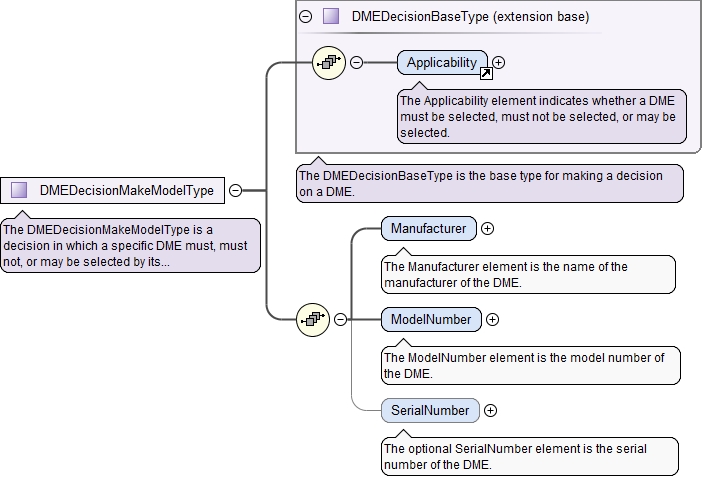 DMEDecisionBaseType (extension base)
Applicability
The Applicability element indicates whether a DME
must be selected, must not be selected, or may be
selected.
The DMEDecisionBaseType is the base type for making a decision
on a DME.
DMEDecisionMakeModelType
The DMEDecisionMakeModelType is a
decision in which a specific DME must, must
not, or may be selected by its...
Manufacturer
The Manufacturer element is the name of the
manufacturer of the DME.
ModelNumber
The ModelNumber element is the model number of
the DME.
SerialNumber
The optional SerialNumber element is the serial
number of the DME.